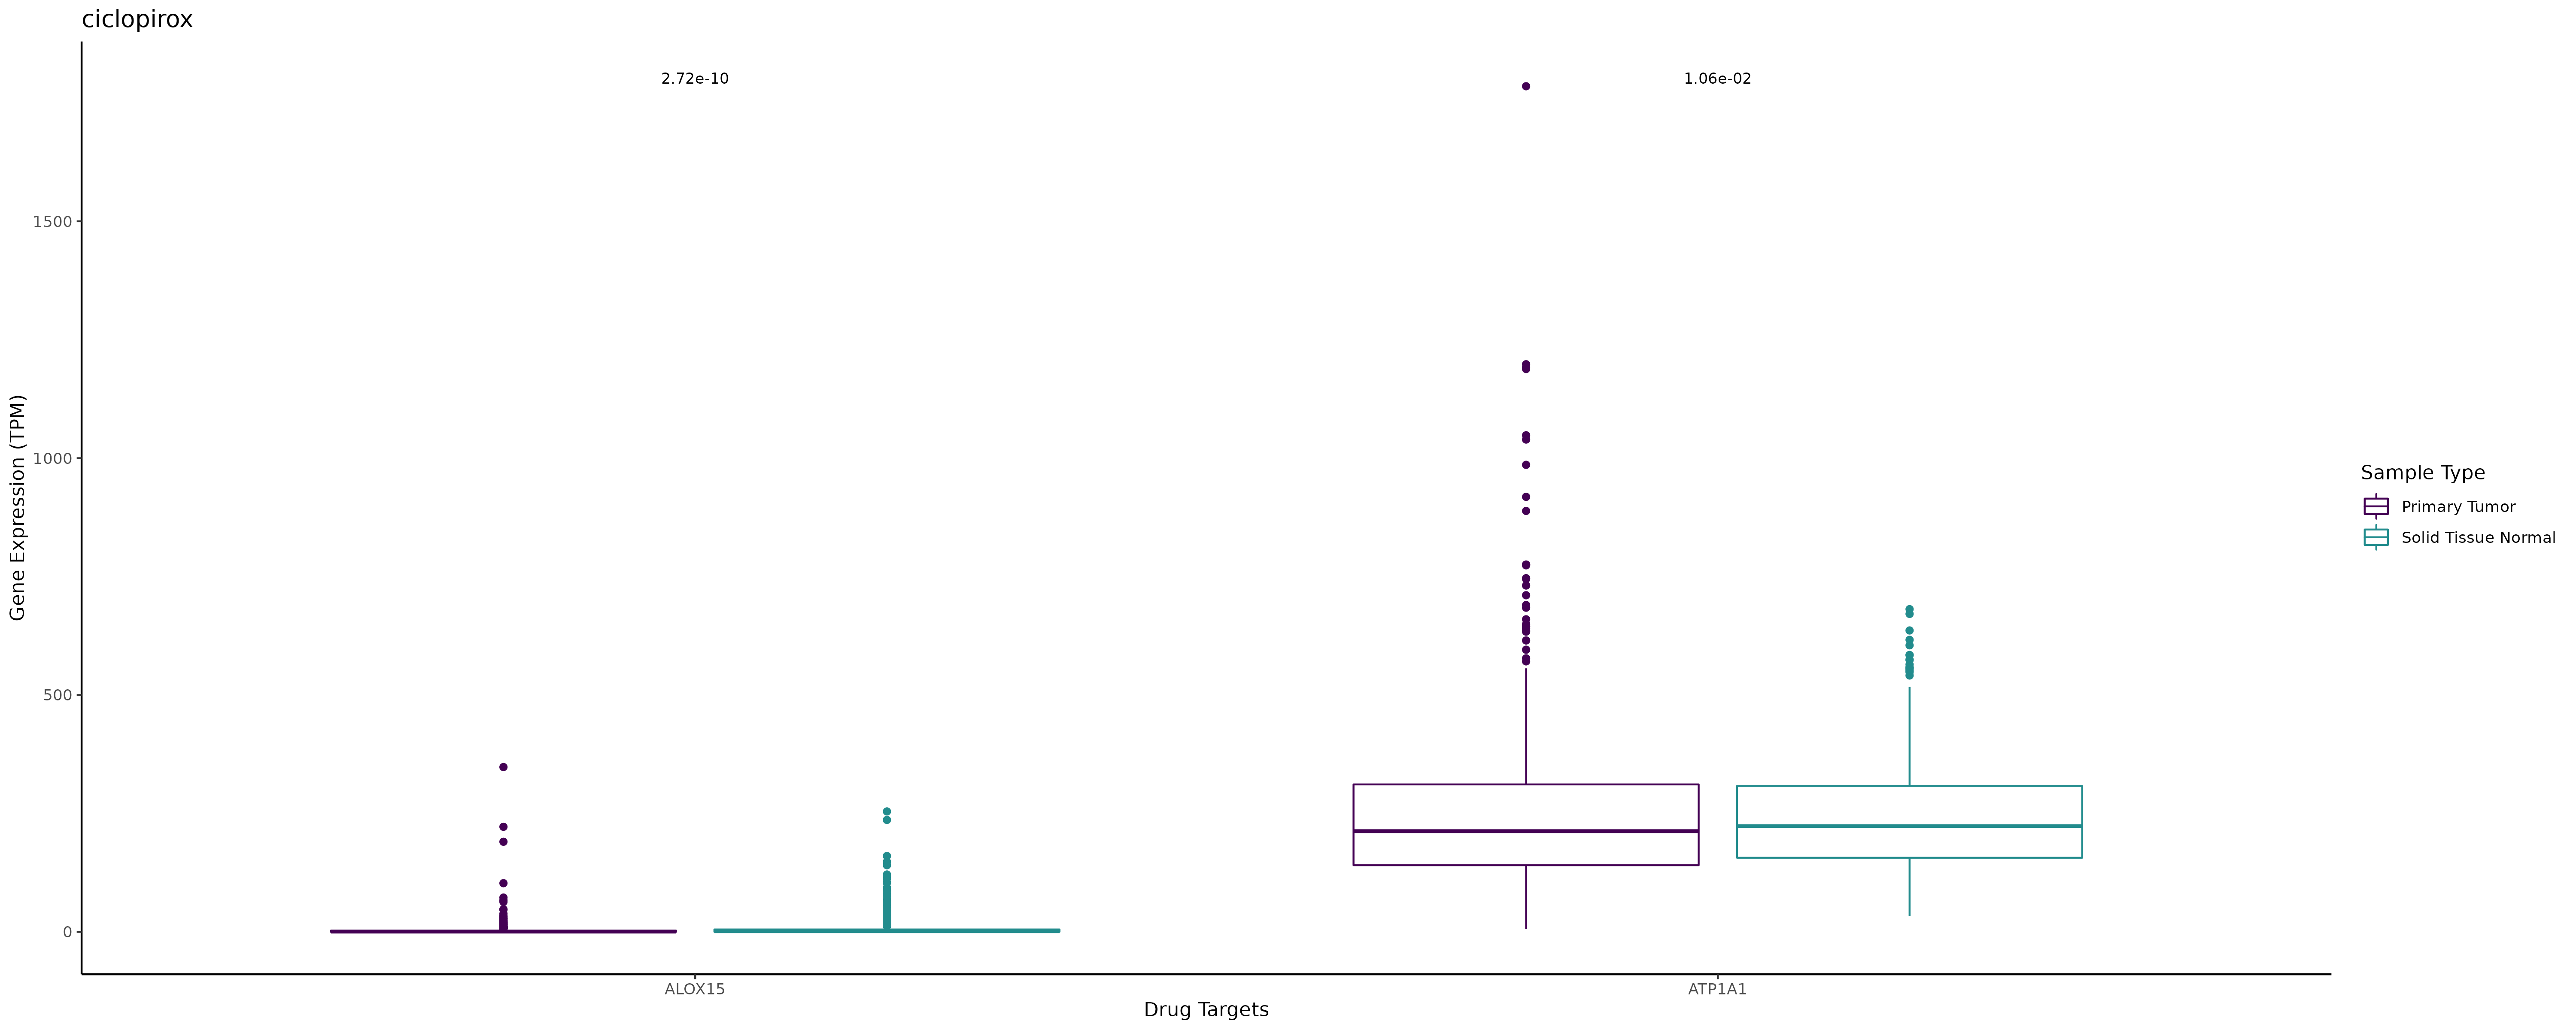 ciclopirox
2.72e-10
1.06e-02
1500
1000
500
0
Gene Expression (TPM)
ALOX15
ATP1A1
Drug Targets
Sample Type
Primary Tumor
Solid Tissue Normal